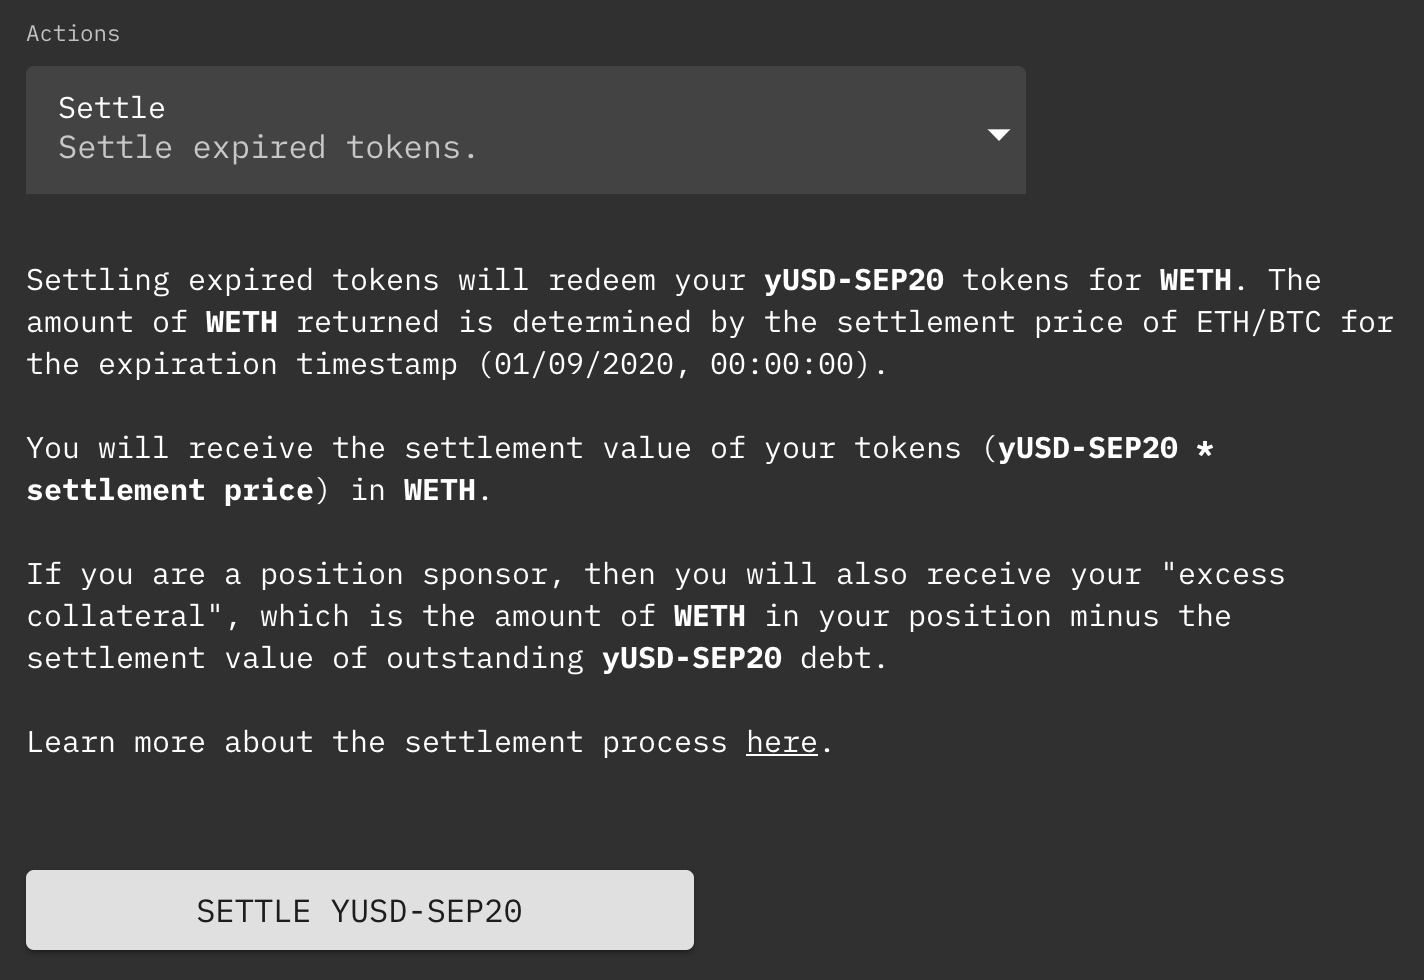 Actions
Settle
Settle expired tokens.
Settling expired tokens will redeem your yUSD-SEP20 tokens for WETH. The
amount of WETH returned is determined by the settlement price of ETH/BTC for
the expiration timestamp (01/09/2020, 00:00:00).
You will receive the settlement value of your tokens (yUSD-SEP20 *
settlement price) in WETH.
If you are a position sponsor, then you will also receive your "excess
collateral", which is the amount of WETH in your position minus the
settlement value of outstanding yUSD-SEP20 debt.
Learn more about the settlement process here.
SETTLE YUSD-SEP20